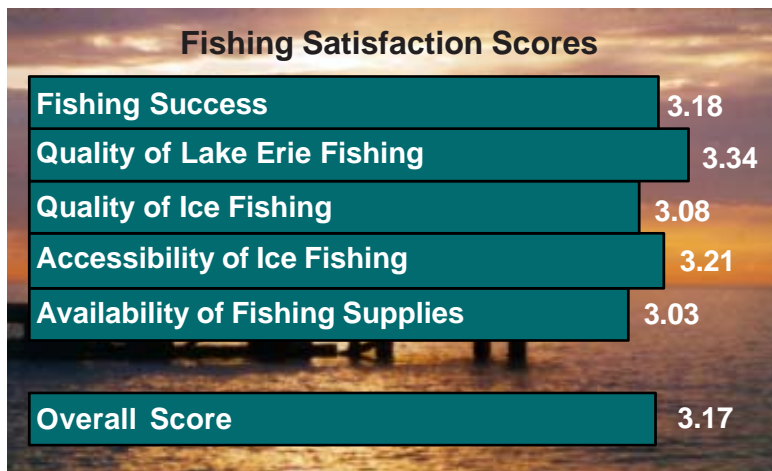 Fishing Satisfaction Scores
Fishing Success 3.18
Quality of Lake Erie Fishing 3.34
Quality of Ice Fishing 3.08
Accessibility of Ice Fishing 3.21
Availability of Fishing Supplies 3.03
Overall Score 3.17